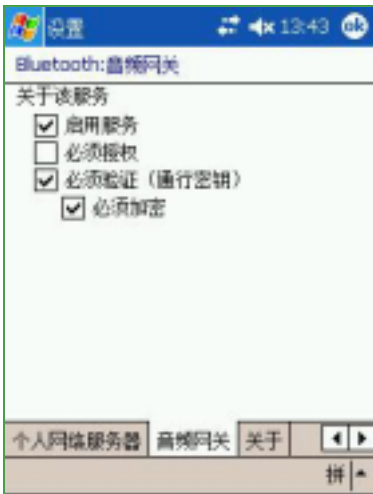 设置 13:43 ok
Bluetooth:音频网关
关于该服务
启用服务
必须授权
必须验证（通行密钥）
必须加密
个人网络服务器 音频网关 关于
拼